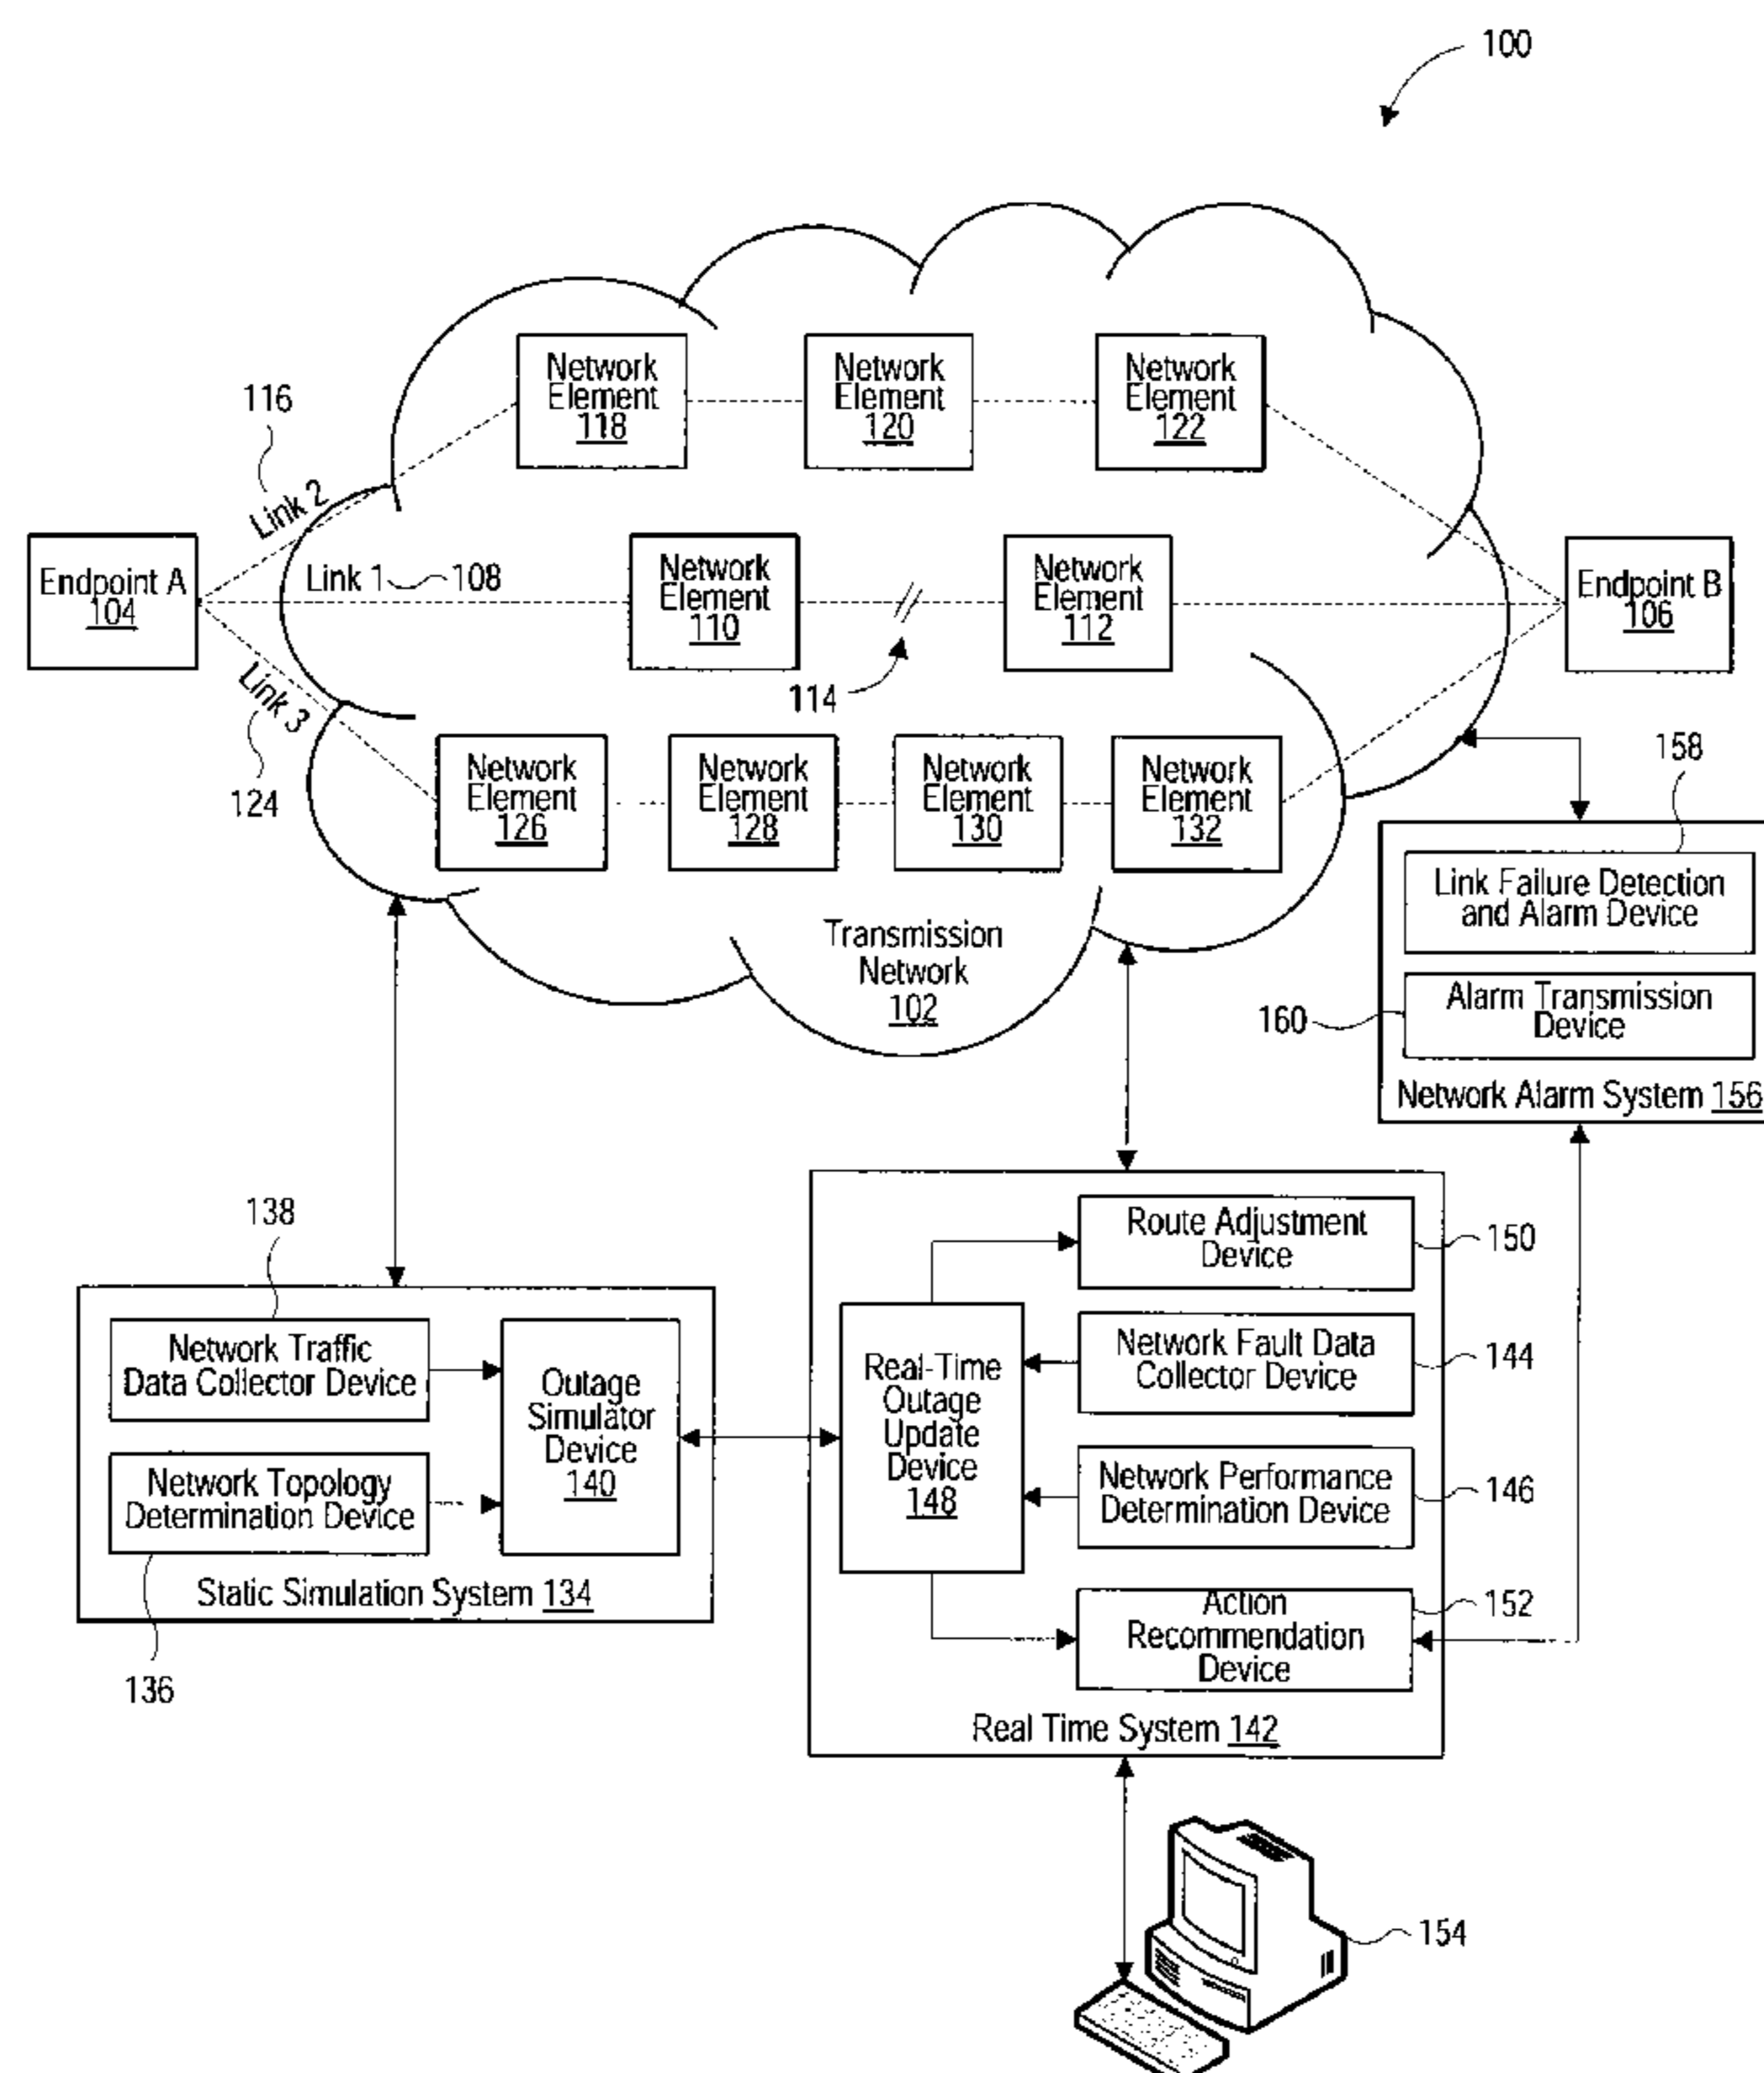 100
Network
Element
118
Network
Element
120
Network
Element
122
116
Link 2
Endpoint A
104
Link 1
108
Network
Element
110
Network
Element
112
Endpoint B
106
114
Link 3
124
Network
Element
126
Network
Element
128
Network
Element
130
Network
Element
132
158
Link Failure Detection
and Alarm Device
Transmission
Network
102
160
Alarm Transmission
Device
Network Alarm System 156
138
Network Traffic
Data Collector Device
Network Topology
Determination Device
Outage
Simulator
Device
140
Static Simulation System 134
136
Route Adjustment
Device
150
Real-Time
Outage
Update
Device
148
Network Fault Data
Collector Device
144
Network Performance
Determination Device
146
Action
Recommendation
Device
152
Real Time System 142
154